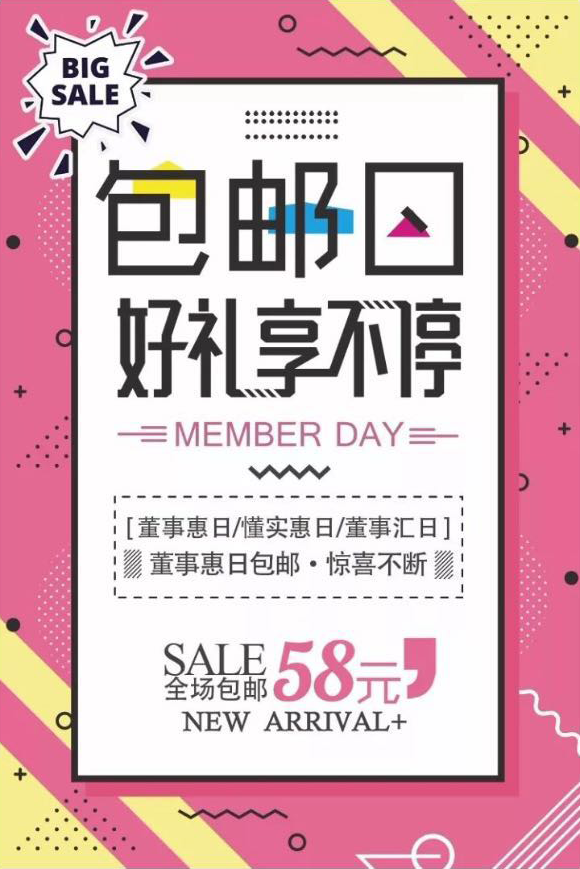 BIG
SALE
包邮日
好礼享不停
MEMBER DAY
[董事惠日/懂实惠日/董事汇日]
董事惠日包邮·惊喜不断
SALE
全场包邮 58元
NEW ARRIVAL+